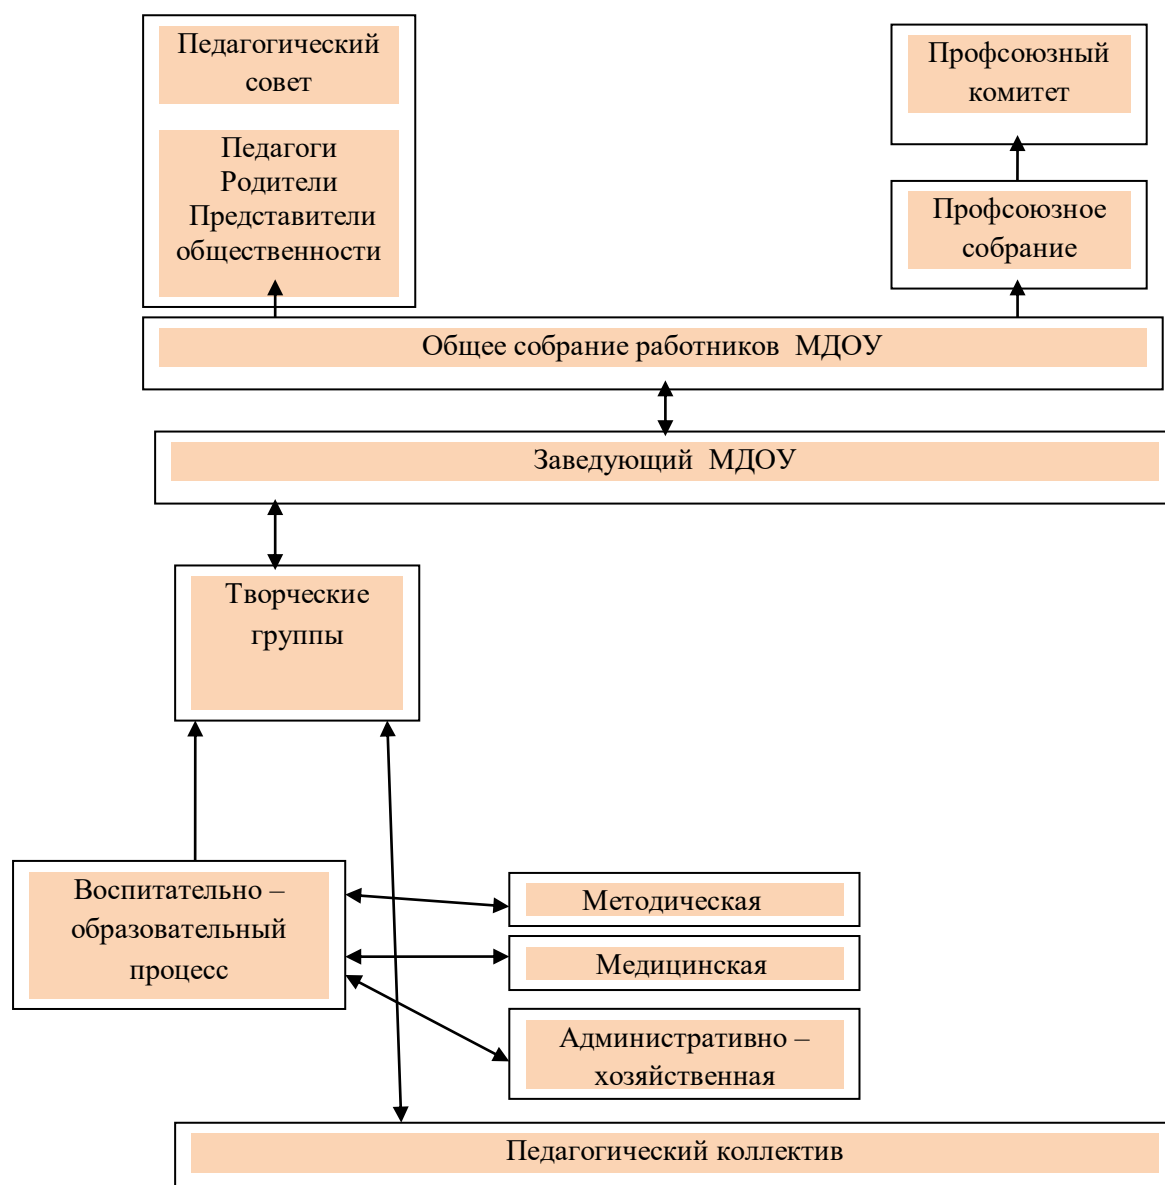 Педагогический
совет
Педагоги
Родители
Представители
общественности
Профсоюзный
комитет
Профсоюзное
собрание
Общее собрание работников МДОУ
Заведующий МДОУ
Творческие
группы
Воспитательно –
образовательный
процесс
Методическая
Медицинская
Административно –
хозяйственная
Педагогический коллектив